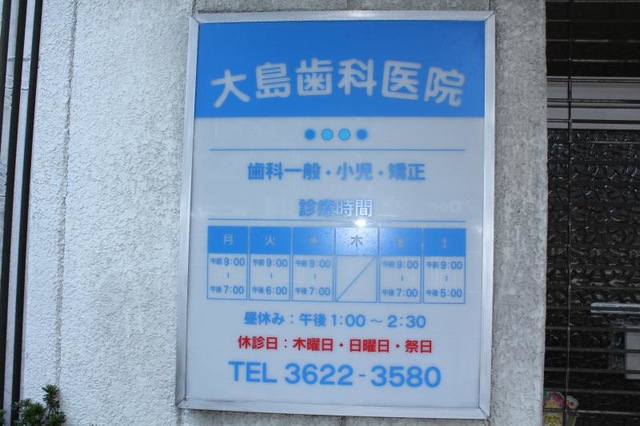 大島歯科医院
歯科一般・小児・矯正
診療時間
月 火 水 木 金 土
午前9:00 午前9:00 午前9:00 午前9:00 午前9:00
～ ～ ～ ～ ～
午後7:00 午後6:00 午後7:00 午後7:00 午後5:00
昼休み：午後1:00～2:30
休診日：木曜日・日曜日・祭日
TEL 3622-3580